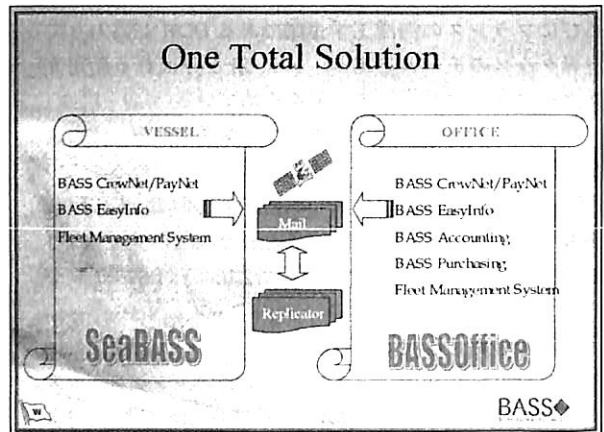 One Total Solution
VESSEL
BASS CrewNet/PayNet
BASS EasyInfo
Fleet Management System
SeaBASS
Mail
Replicator
OFFICE
BASS CrewNet/PayNet
BASS EasyInfo
BASS Accounting
BASS Purchasing
Fleet Management System
BASSOffice
W
BASS